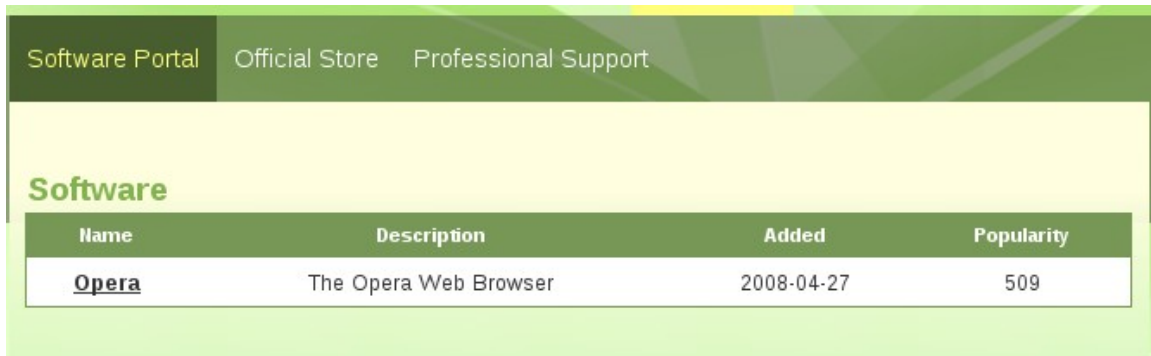 Software Portal Official Store Professional Support
Software
Name Description Added Popularity
Opera The Opera Web Browser 2008-04-27 509